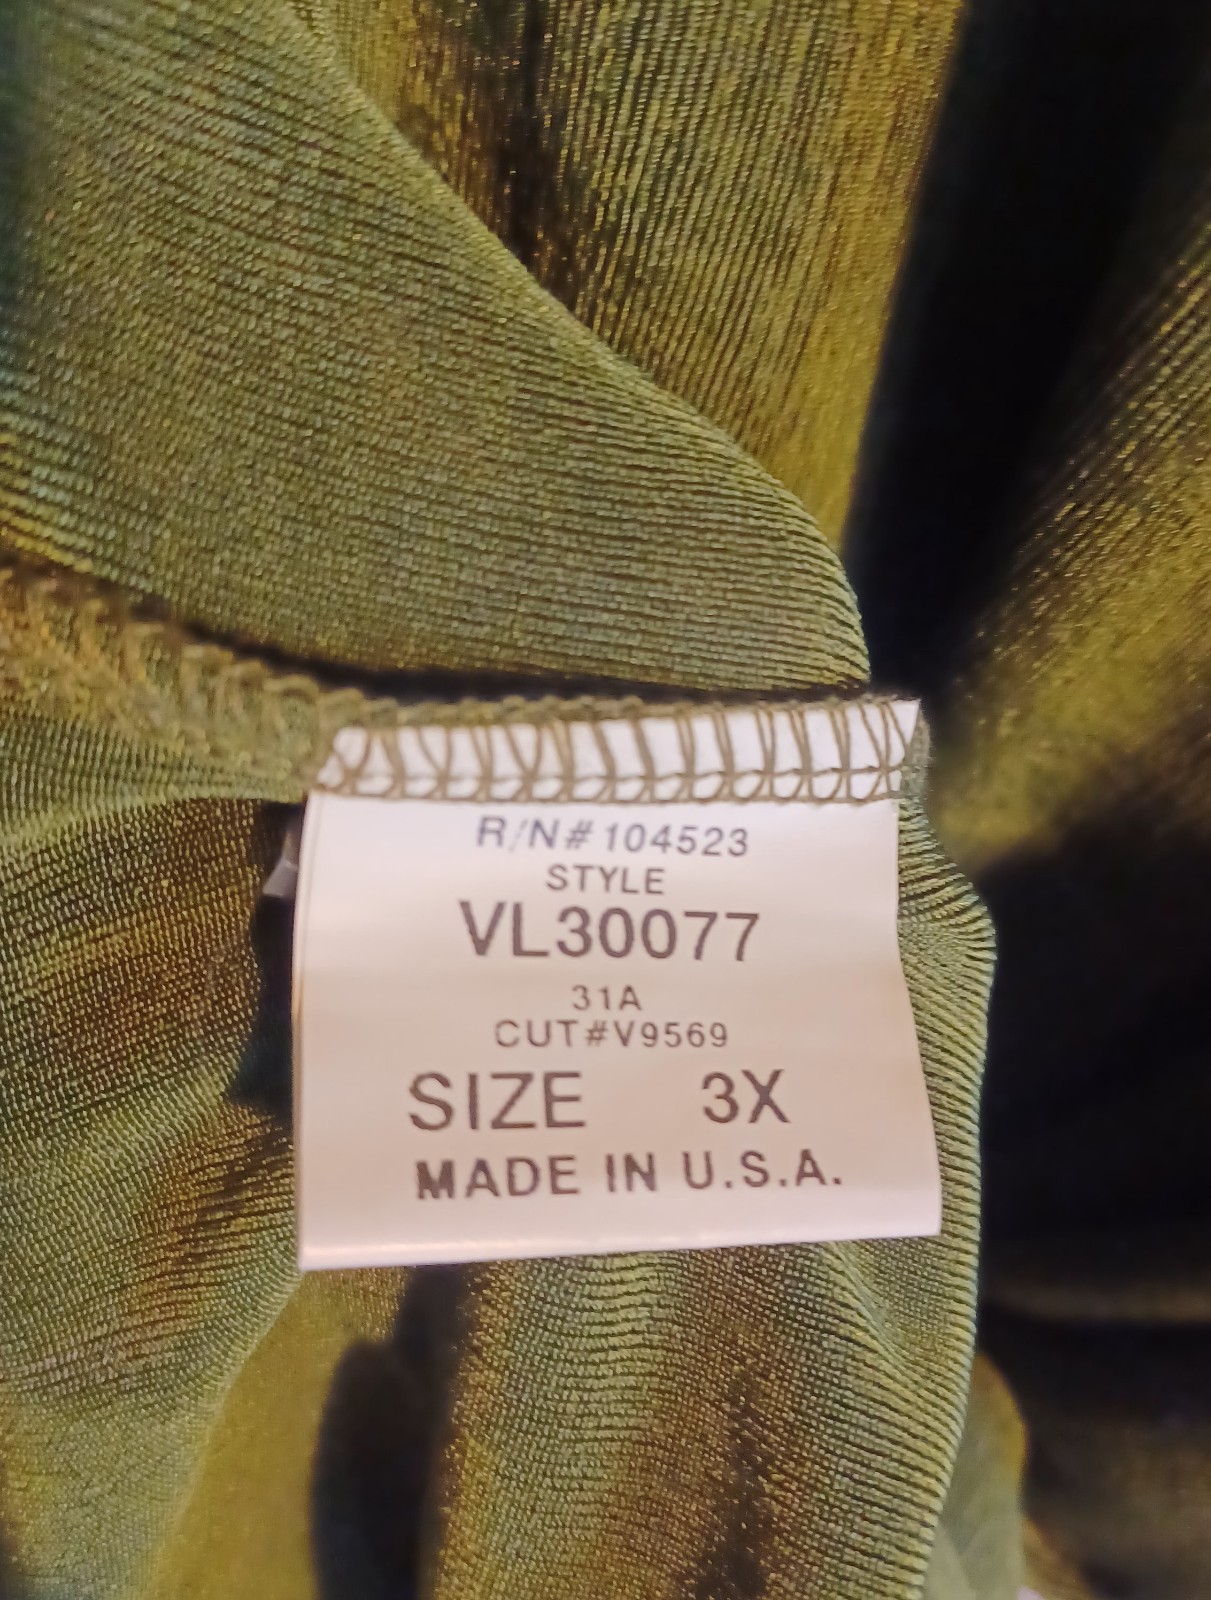 R/N#104523
STYLE
VL30077
31A
CUT#V9569
SIZE 3X
MADE IN U.S.A.